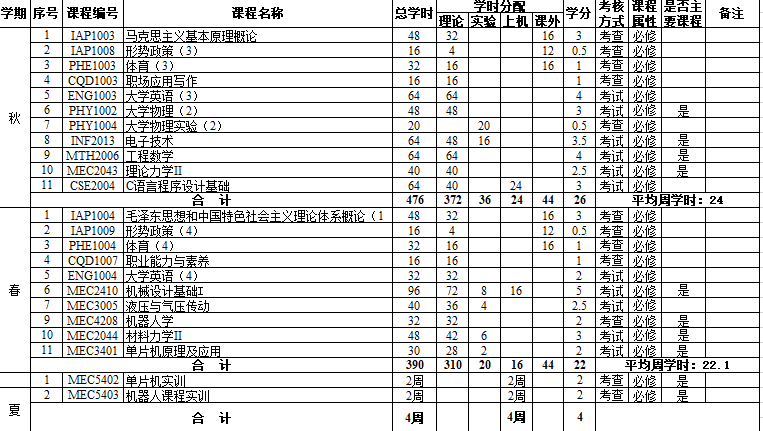 学期 序号 课程编号 课程名称 总学时 学时分配 学分 考核方式 课程属性 是否主要课程 备注
理论 实验 上机 课外
秋
1 IAP1003 马克思主义基本原理概论 48 32 16 3 考查 必修
2 IAP1008 形势政策（3） 16 4 12 0.5 考查 必修
3 PHE1003 体育（3） 32 16 16 1 考查 必修
4 CQD1003 职场应用写作 16 16 1 考查 必修
5 ENG1003 大学英语（3） 64 64 4 考试 必修
6 PHY1002 大学物理（2） 48 48 3 考试 必修 是
7 PHY1004 大学物理实验（2） 20 20 0.5 考查 必修
8 INF2013 电子技术 64 48 16 3.5 考试 必修 是
9 MTH2006 工程数学 64 64 4 考试 必修 是
10 MEC2043 理论力学Ⅱ 40 40 2.5 考试 必修 是
11 CSE2004 C语言程序设计基础 64 40 24 3 考试 必修
合 计 476 372 36 24 44 26 平均周学时：24
春
1 IAP1004 毛泽东思想和中国特色社会主义理论体系概论（1 48 32 16 3 考查 必修
2 IAP1009 形势政策（4） 16 4 12 0.5 考查 必修
3 PHE1004 体育（4） 32 16 16 1 考查 必修
4 CQD1007 职业能力与素养 16 16 1 考查 必修
5 ENG1004 大学英语（4） 32 32 2 考试 必修
6 MEC2410 机械设计基础Ⅰ 96 72 8 16 5 考试 必修 是
7 MEC3005 液压与气压传动 40 36 4 2.5 考试 必修
9 MEC4208 机器人学 32 32 2 考查 必修 是
10 MEC2044 材料力学Ⅱ 48 42 6 3 考试 必修 是
11 MEC3401 单片机原理及应用 30 28 2 2 考试 必修 是
合 计 390 310 20 16 44 22 平均周学时：22.1
夏
1 MEC5402 单片机实训 2周 2周 2 考查 必修 是
2 MEC5403 机器人课程实训 2周 2周 2 考查 必修 是
合 计 4周 4周 4